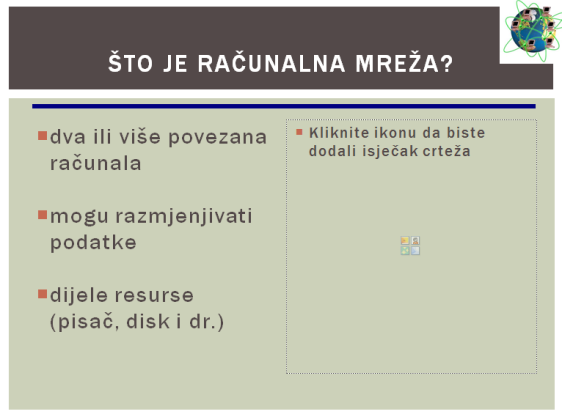 ŠTO JE RAČUNALNA MREŽA?
dva ili više povezana
računala
mogu razmjenjivati
podatke
dijele resurse
(pisač, disk i dr.)
Kliknite ikonu da biste
dodali isječak crteža